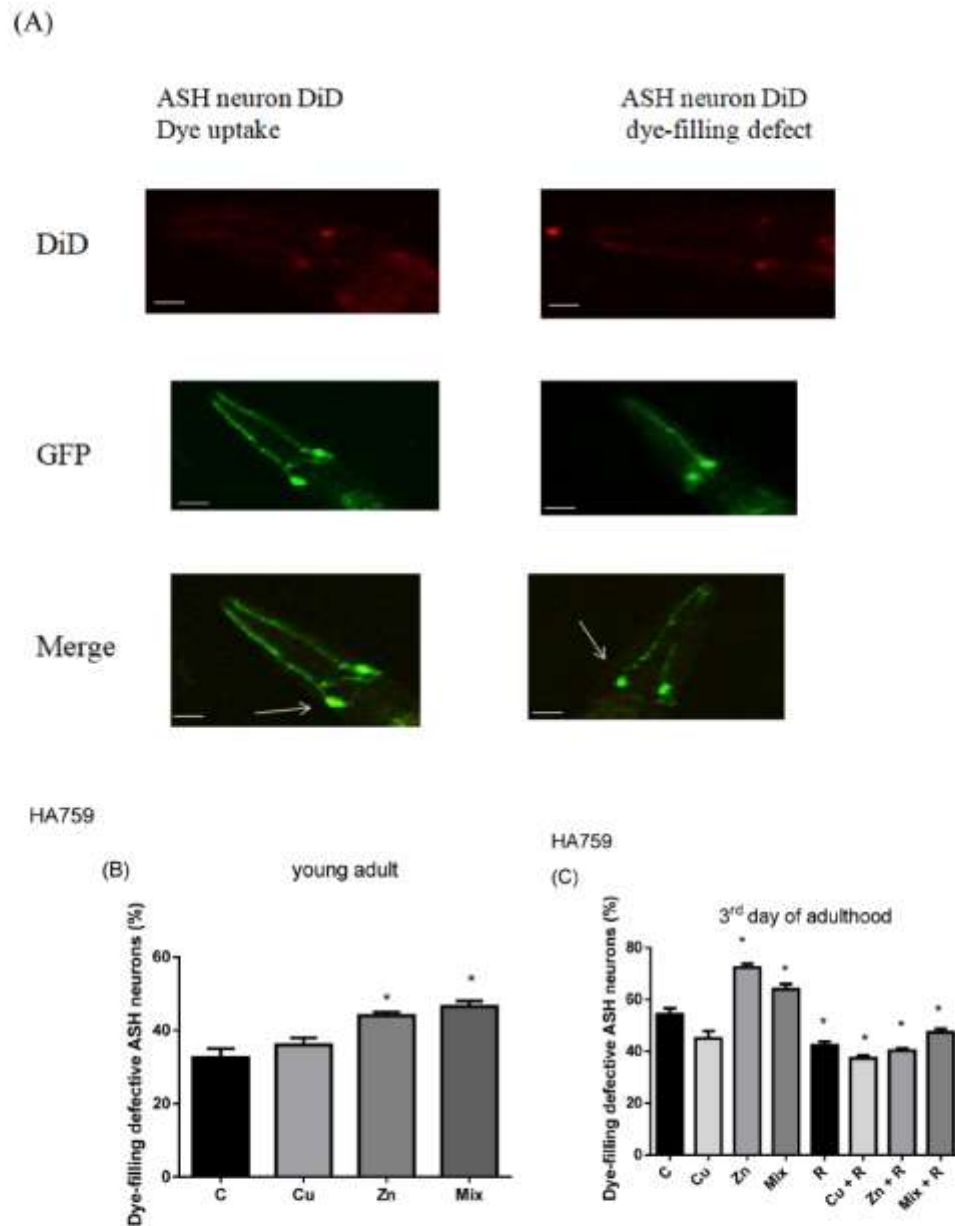 (A)
ASH neuron DiD
Dye uptake
ASH neuron DiD
dye-filling defect
DiD
GFP
Merge
HA759
(B)
young adult
Dye-filling defective ASH neurons (%)
60
40
20
0
C Cu Zn Mix
* *
HA759
(C)
3rd day of adulthood
Dye-filling defective ASH neurons (%)
80
60
40
20
0
C Cu Zn Mix R Cu + R Zn + R Mix + R
* * * * * *